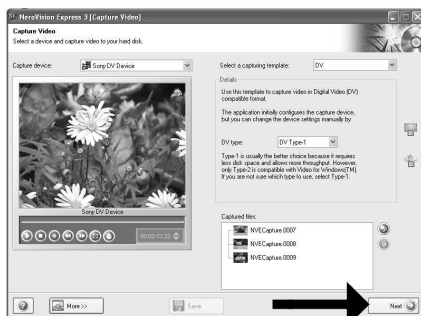 NeroVision Express 3 [Capture Video]
Capture Video
Select a device and capture video to your hard disk.
Capture device:
Sony DV Device
Select a capturing template:
DV
Details
Use this template to capture video in Digital Video (DV)
compatible format.
The application initially configures the capture device,
but you can change the device settings manually by
DV type:
DV Type-1
Type-1 is usually the better choice because it requires
less disk space and allows more throughput. However,
only Type-2 is compatible with Video for Windows(TM)
If you are not sure which type to use, select Type-1.
Sony DV Device
Captured files:
NVECapture.0007
NVECapture.0008
NVECapture.0009
More >>
Save
Next